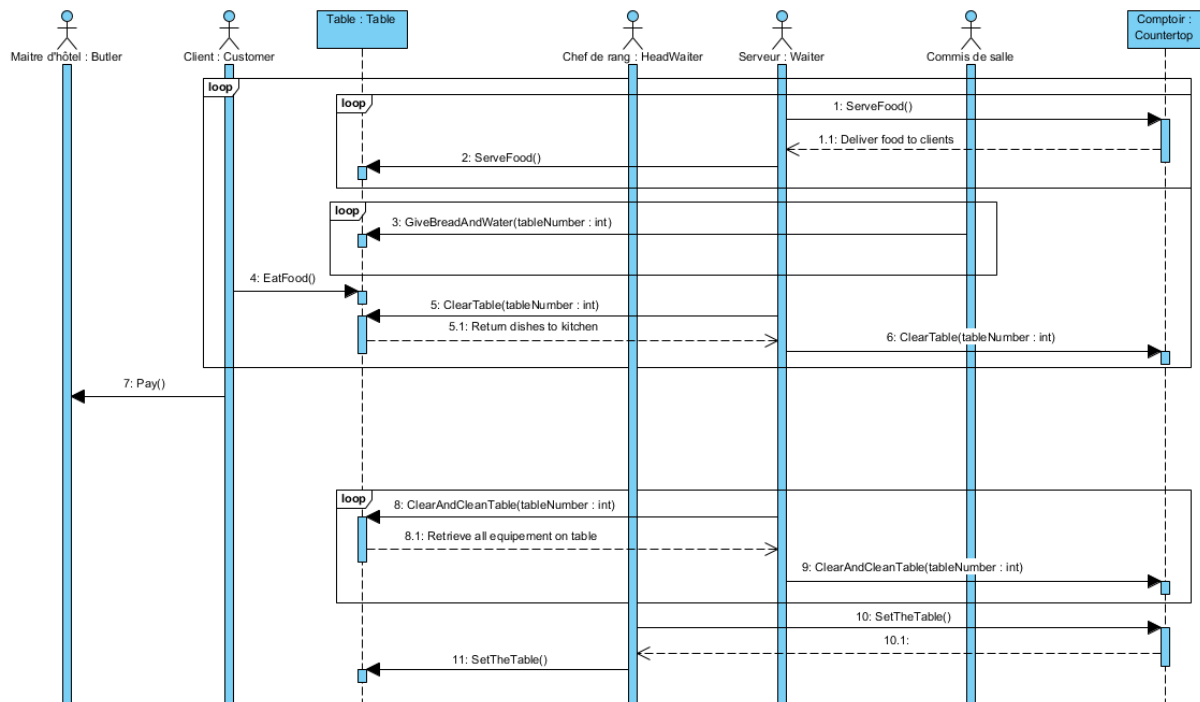 Table : Table
Comptoir :
Countertop
Maitre d'hôtel : Butler
Client : Customer
Chef de rang : HeadWaiter
Serveur : Waiter
Commis de salle
loop
loop
1: ServeFood()
1.1: Deliver food to clients
2: ServeFood()
loop
3: GiveBreadAndWater(tableNumber : int)
4: EatFood()
5: ClearTable(tableNumber : int)
5.1: Return dishes to kitchen
6: ClearTable(tableNumber : int)
7: Pay()
loop
8: ClearAndCleanTable(tableNumber : int)
8.1: Retrieve all equipement on table
9: ClearAndCleanTable(tableNumber : int)
10: SetTheTable()
10.1:
11: SetTheTable()